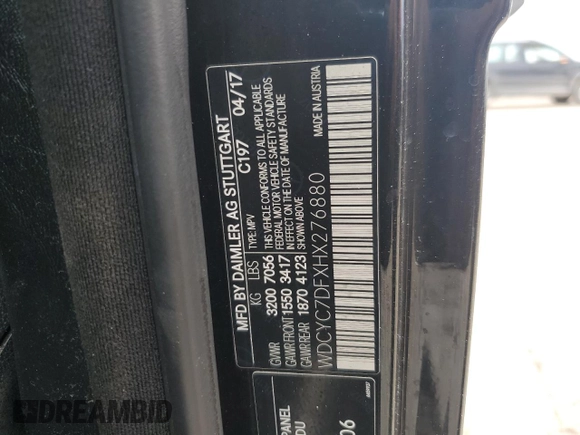 MFD BY DAIMLER AG STUTTGART
C197 04/17
KG LBS TYPE: MPV
GVWR 3200 7056 THIS VEHICLE CONFORMS TO ALL APPLICABLE
GAWR FRONT 1550 3417 FEDERAL MOTOR VEHICLE SAFETY STANDARDS
GAWR REAR 1870 4123 IN EFFECT ON THE DATE OF MANUFACTURE
SHOWN ABOVE
WDCYC7DFXHX276880 MADE IN AUSTRIA
PANEL
DU
06
DREAMBID